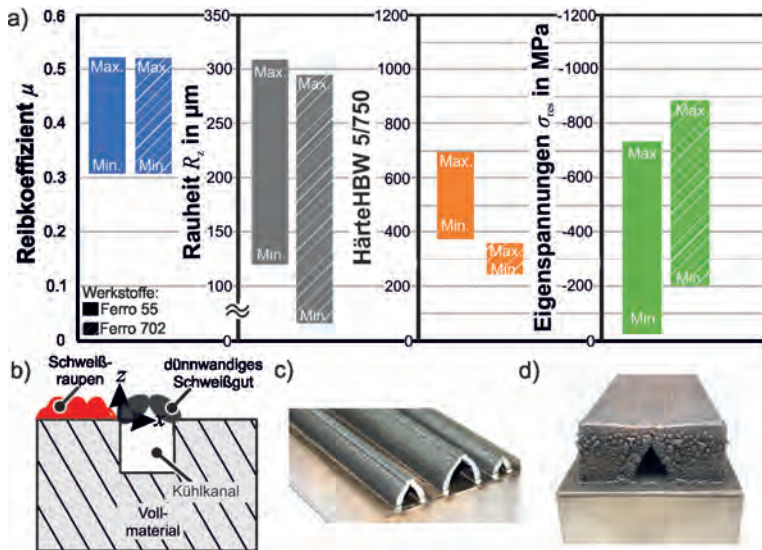 a)
Reibkoeffizient μ
0.6
0.5
0.4
0.3
0.2
0.1
0
Max.
Max.
Min.
Min.
Werkstoffe:
Ferro 55
Ferro 702
Rauheit Rz in µm
350
300
250
200
150
100
0
Max.
Max.
Min.
Min.
HärteHBW 5/750
1200
1000
800
600
400
200
0
Max.
Min.
Max.
Min.
Eigenspannungen σres in MPa
-1200
-1000
-800
-600
-400
-200
0
Max
Max
Min
Min.
b)
Schweiß-
raupen
z
x
dünnwandiges
Schweißgut
Kühlkanal
Voll-
material
c)
d)